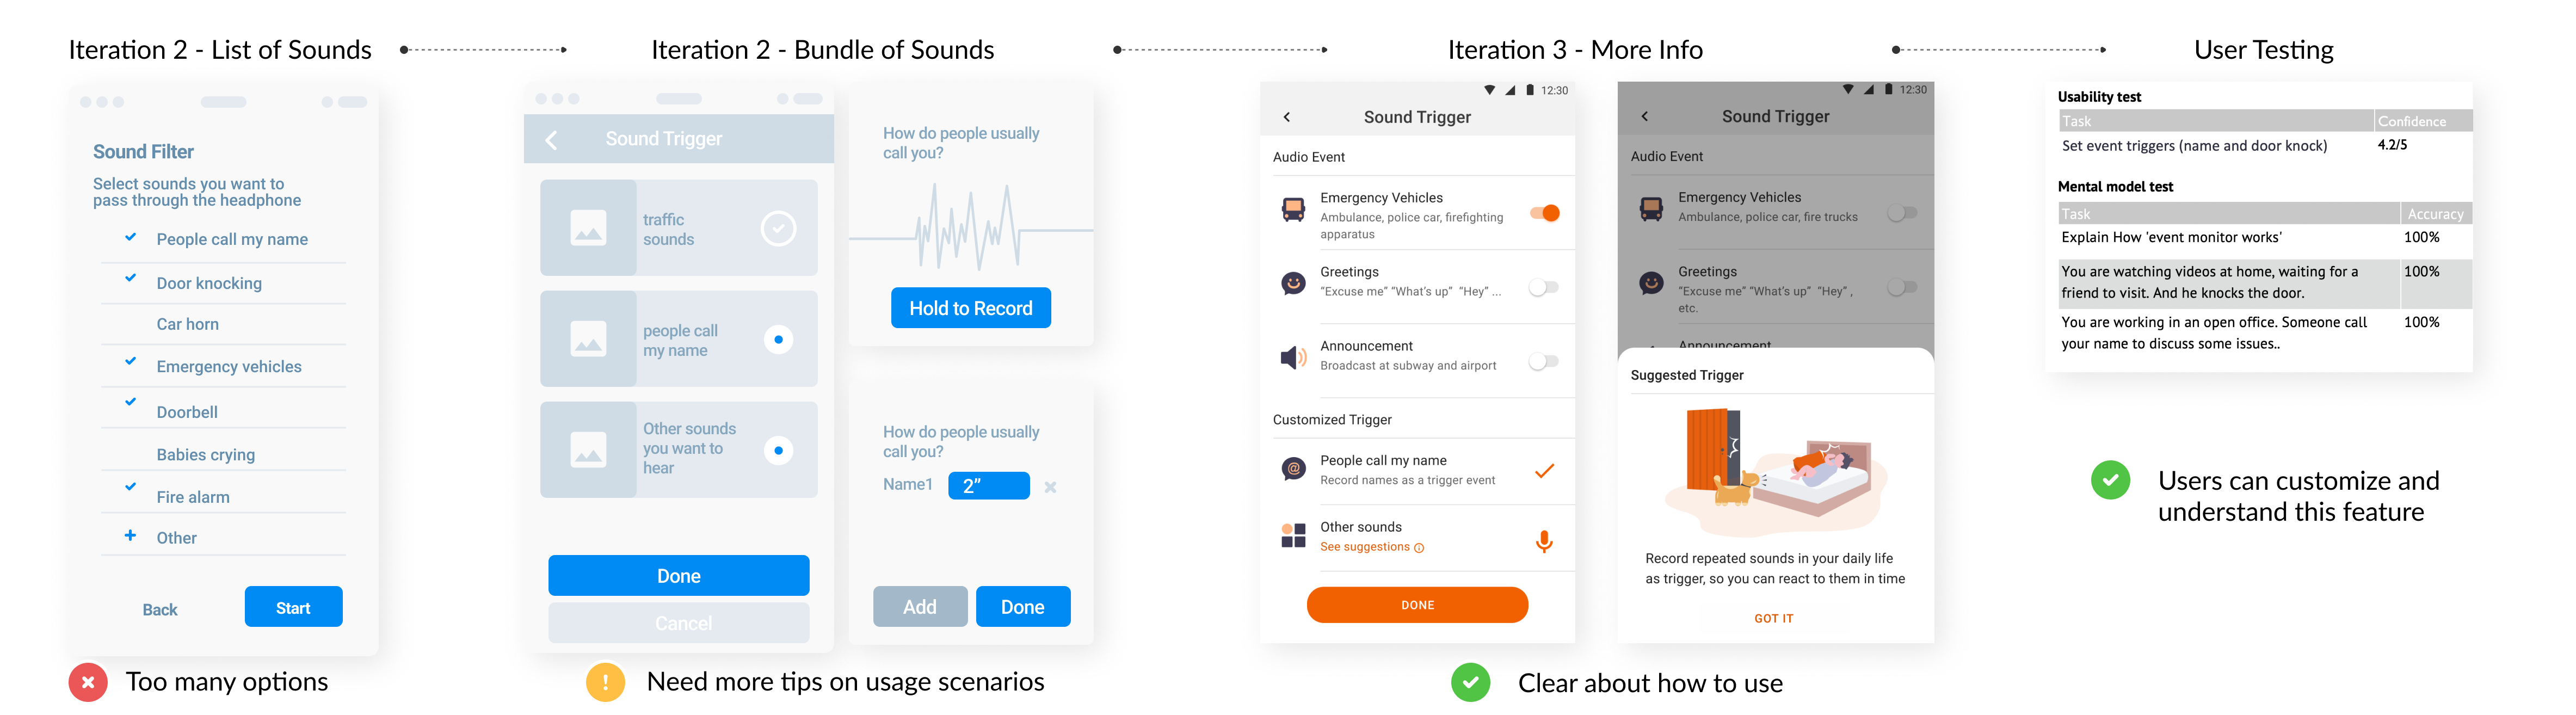 Iteration 2 - List of Sounds
Iteration 2 - Bundle of Sounds
Iteration 3 - More Info
User Testing
Sound Filter
Select sounds you want to
pass through the headphone
People call my name
Door knocking
Car horn
Emergency vehicles
Doorbell
Babies crying
Fire alarm
Other
Back
Start
Too many options
Sound Trigger
traffic
sounds
people call
my name
Other sounds
you want to
hear
Done
Cancel
How do people usually
call you?
Hold to Record
How do people usually
call you?
Name1
2”
Add
Done
Need more tips on usage scenarios
12:30
Sound Trigger
Audio Event
Emergency Vehicles
Ambulance, police car, firefighting
apparatus
Greetings
“Excuse me” “What’s up” “Hey” ...
Announcement
Broadcast at subway and airport
Customized Trigger
People call my name
Record names as a trigger event
Other sounds
See suggestions
DONE
12:30
Sound Trigger
Audio Event
Emergency Vehicles
Ambulance, police car, fire trucks
Greetings
“Excuse me” “What’s up” “Hey” ,
etc.
Announcement
Suggested Trigger
Record repeated sounds in your daily life
as trigger, so you can react to them in time
GOT IT
Clear about how to use
Usability test
Task Confidence
Set event triggers (name and door knock) 4.2/5
Mental model test
Task Accuracy
Explain How 'event monitor works' 100%
You are watching videos at home, waiting for a 100%
friend to visit. And he knocks the door.
You are working in an open office. Someone call 100%
your name to discuss some issues..
Users can customize and
understand this feature